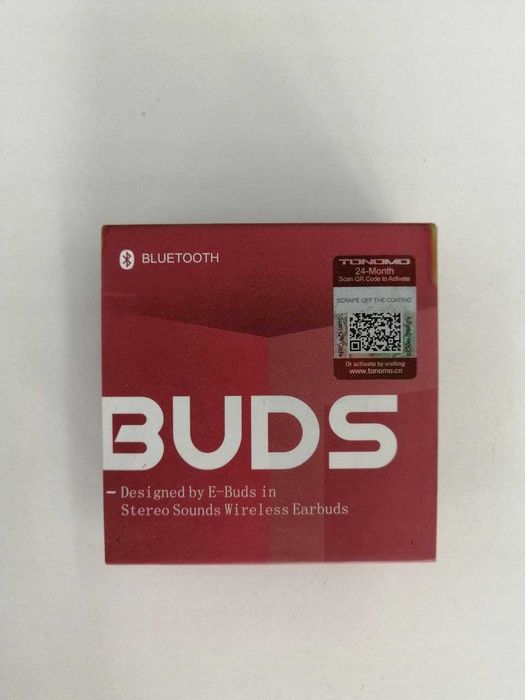 BLUETOOTH
TONOMO
24-Month
Scan QR Code to Activate
SCRAPE OFF THE COATING
Or activate by visiting
www.tonomo.cn
BUDS
- Designed by E-Buds in
Stereo Sounds Wireless Earbuds